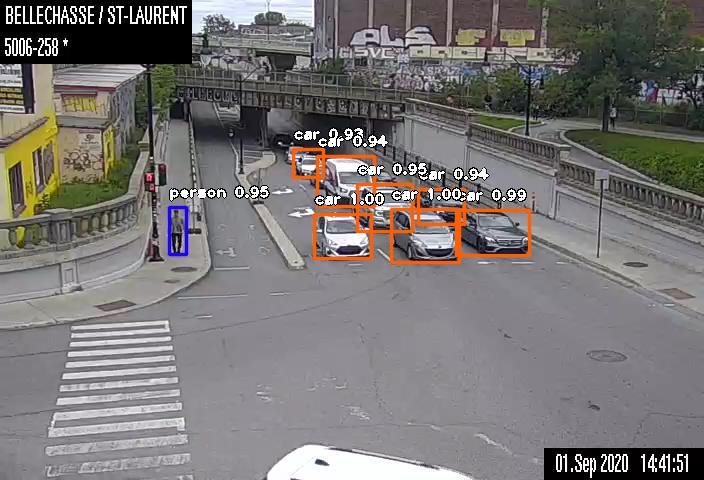 BELLECHASSE / ST-LAURENT
5006-258 *
car 0.93
car 0.94
car 0.95
car 0.94
person 0.95
car 1.00
car 1.00
car 0.99
01.Sep 2020 14:41:51